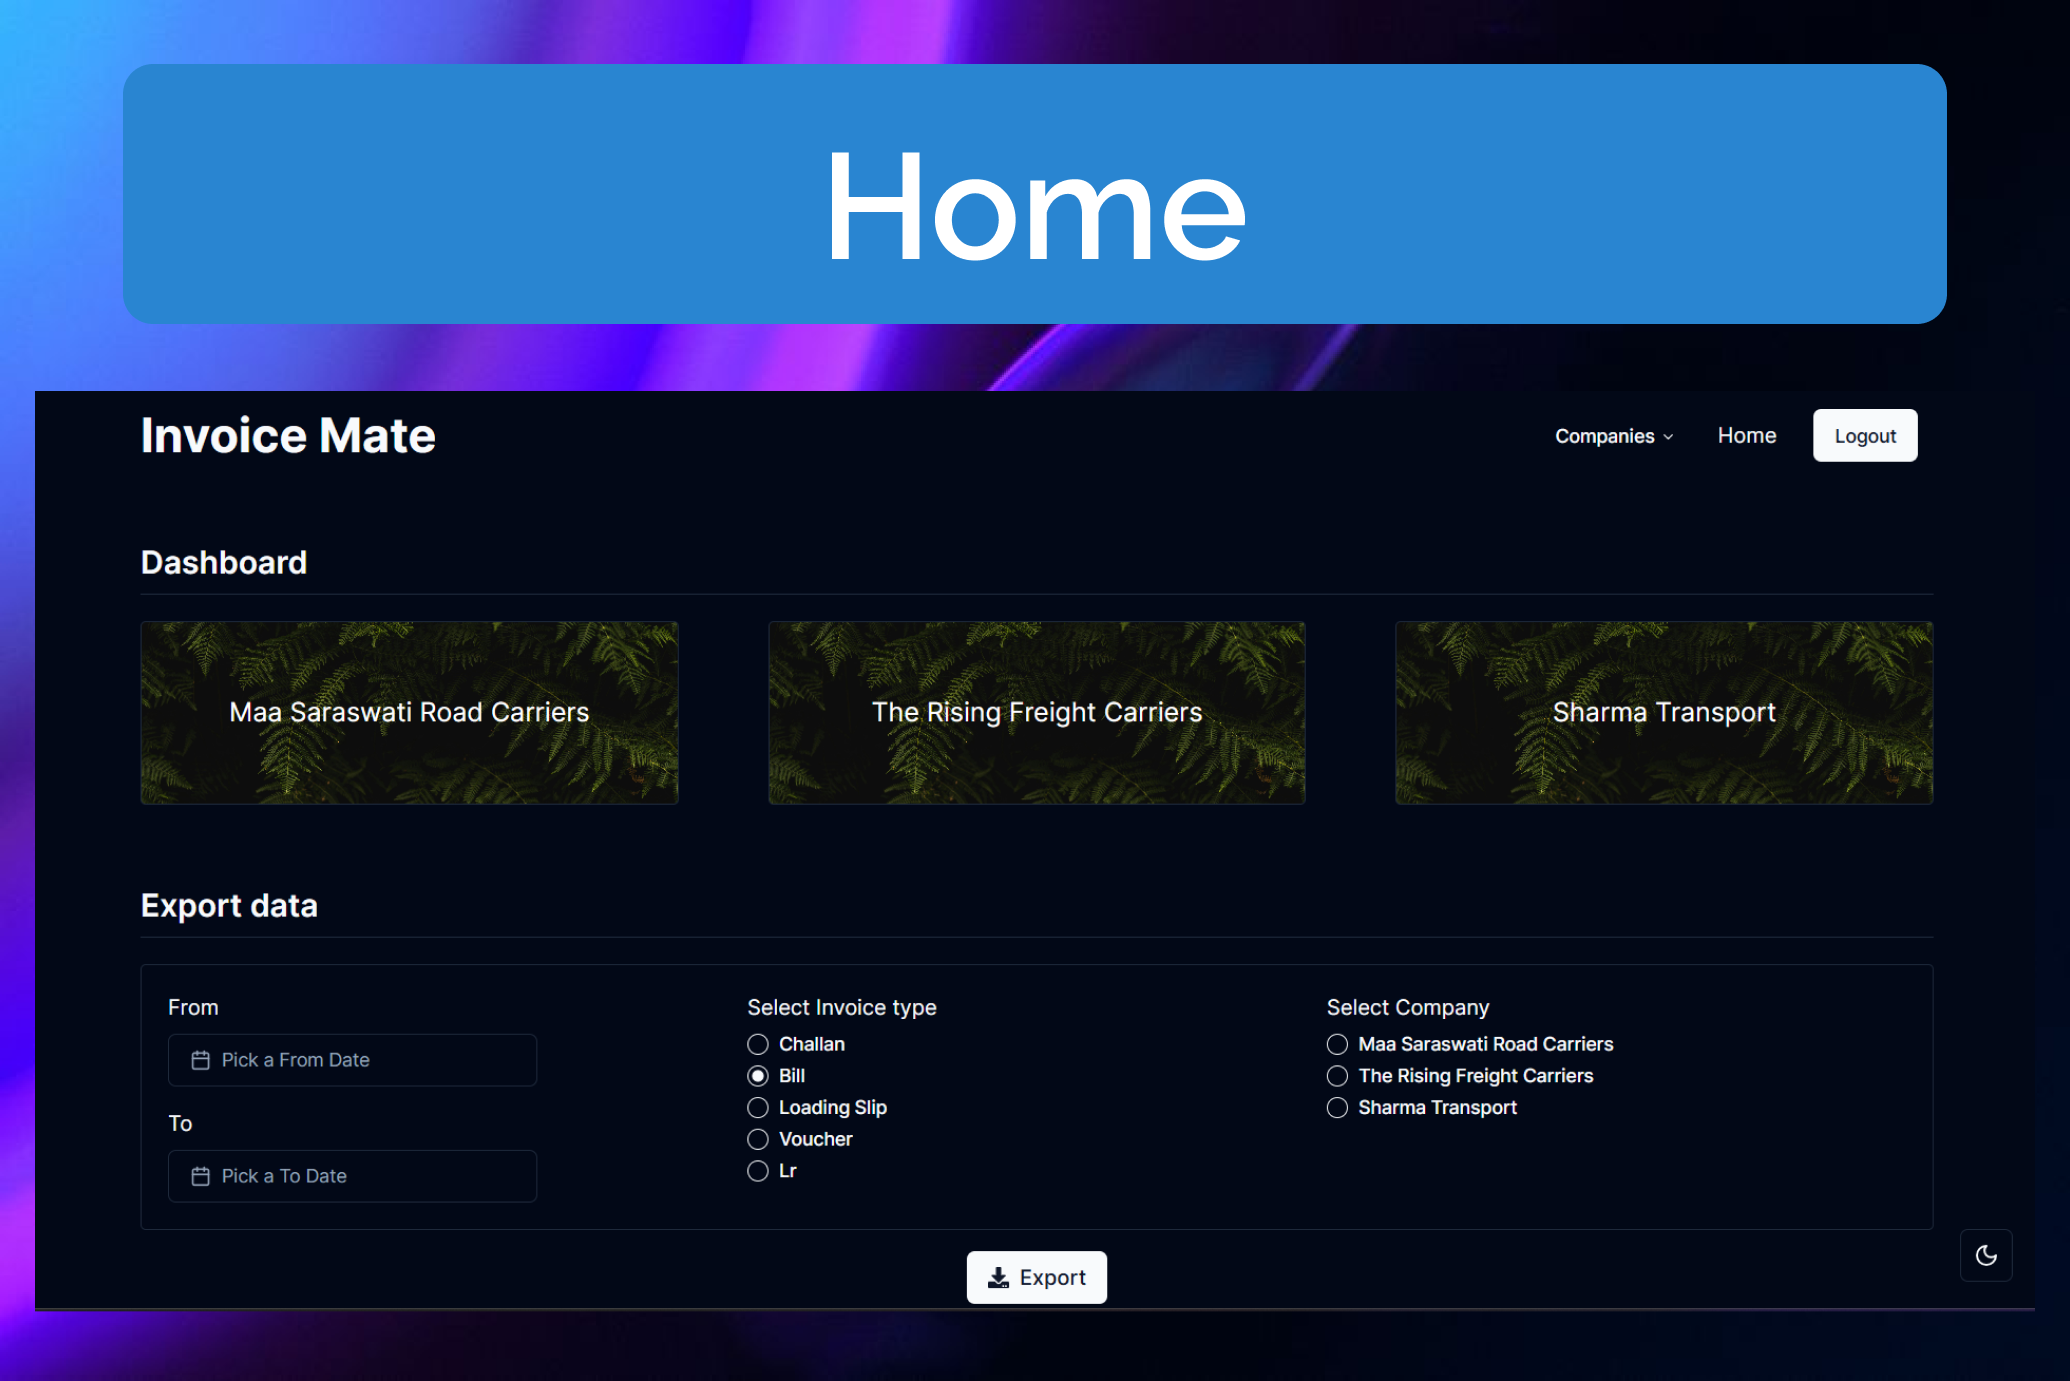 Home
Invoice Mate
Companies
Home
Logout
Dashboard
Maa Saraswati Road Carriers
The Rising Freight Carriers
Sharma Transport
Export data
From
Pick a From Date
To
Pick a To Date
Select Invoice type
Challan
Bill
Loading Slip
Voucher
Lr
Select Company
Maa Saraswati Road Carriers
The Rising Freight Carriers
Sharma Transport
Export